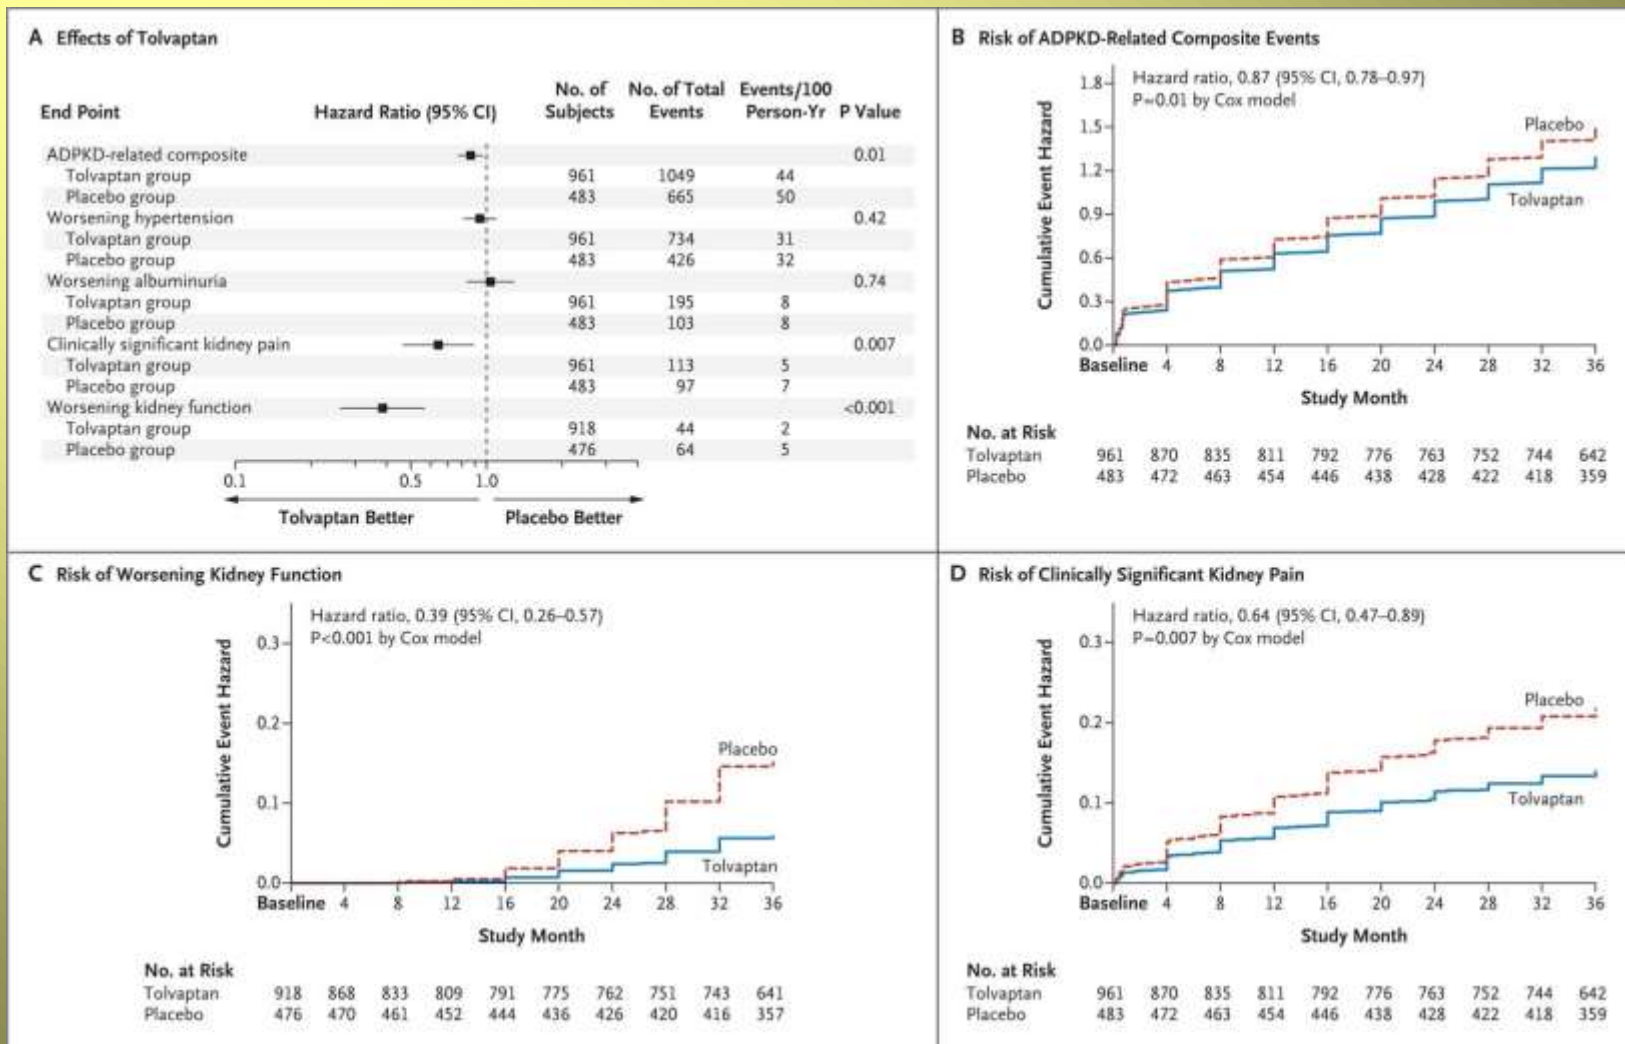 A Effects of Tolvaptan
End Point Hazard Ratio (95% CI) No. of Subjects No. of Total Events Events/100 Person-Yr P Value
ADPKD-related composite 0.01
Tolvaptan group 961 1049 44
Placebo group 483 665 50
Worsening hypertension 0.42
Tolvaptan group 961 734 31
Placebo group 483 426 32
Worsening albuminuria 0.74
Tolvaptan group 961 195 8
Placebo group 483 103 8
Clinically significant kidney pain 0.007
Tolvaptan group 961 113 5
Placebo group 483 97 7
Worsening kidney function <0.001
Tolvaptan group 918 44 2
Placebo group 476 64 5
0.1 0.5 1.0
Tolvaptan Better Placebo Better
B Risk of ADPKD-Related Composite Events
Hazard ratio, 0.87 (95% CI, 0.78–0.97)
P=0.01 by Cox model
Cumulative Event Hazard
1.8
1.5
1.2
0.9
0.6
0.3
0.0
Placebo
Tolvaptan
Baseline 4 8 12 16 20 24 28 32 36
Study Month
No. at Risk
Tolvaptan 961 870 835 811 792 776 763 752 744 642
Placebo 483 472 463 454 446 438 428 422 418 359
C Risk of Worsening Kidney Function
Hazard ratio, 0.39 (95% CI, 0.26–0.57)
P<0.001 by Cox model
Cumulative Event Hazard
0.3
0.2
0.1
0.0
Placebo
Tolvaptan
Baseline 4 8 12 16 20 24 28 32 36
Study Month
No. at Risk
Tolvaptan 918 868 833 809 791 775 762 751 743 641
Placebo 476 470 461 452 444 436 426 420 416 357
D Risk of Clinically Significant Kidney Pain
Hazard ratio, 0.64 (95% CI, 0.47–0.89)
P=0.007 by Cox model
Cumulative Event Hazard
0.3
0.2
0.1
0.0
Placebo
Tolvaptan
Baseline 4 8 12 16 20 24 28 32 36
Study Month
No. at Risk
Tolvaptan 961 870 835 811 792 776 763 752 744 642
Placebo 483 472 463 454 446 438 428 422 418 359